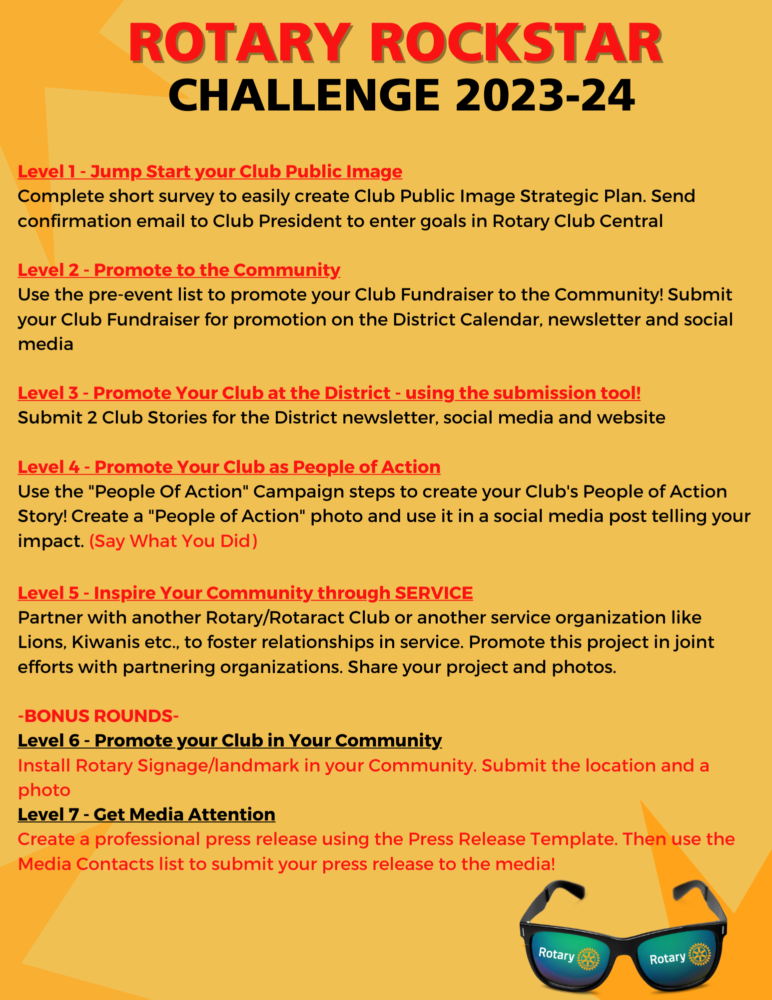 ROTARY ROCKSTAR
CHALLENGE 2023-24
Level 1 - Jump Start your Club Public Image
Complete short survey to easily create Club Public Image Strategic Plan. Send
confirmation email to Club President to enter goals in Rotary Club Central
Level 2 - Promote to the Community
Use the pre-event list to promote your Club Fundraiser to the Community! Submit
your Club Fundraiser for promotion on the District Calendar, newsletter and social
media
Level 3 - Promote Your Club at the District - using the submission tool!
Submit 2 Club Stories for the District newsletter, social media and website
Level 4 - Promote Your Club as People of Action
Use the "People Of Action" Campaign steps to create your Club's People of Action
Story! Create a "People of Action" photo and use it in a social media post telling your
impact. (Say What You Did)
Level 5 - Inspire Your Community through SERVICE
Partner with another Rotary/Rotaract Club or another service organization like
Lions, Kiwanis etc., to foster relationships in service. Promote this project in joint
efforts with partnering organizations. Share your project and photos.
-BONUS ROUNDS-
Level 6 - Promote your Club in Your Community
Install Rotary Signage/landmark in your Community. Submit the location and a
photo
Level 7 - Get Media Attention
Create a professional press release using the Press Release Template. Then use the
Media Contacts list to submit your press release to the media!
Rotary
Rotary